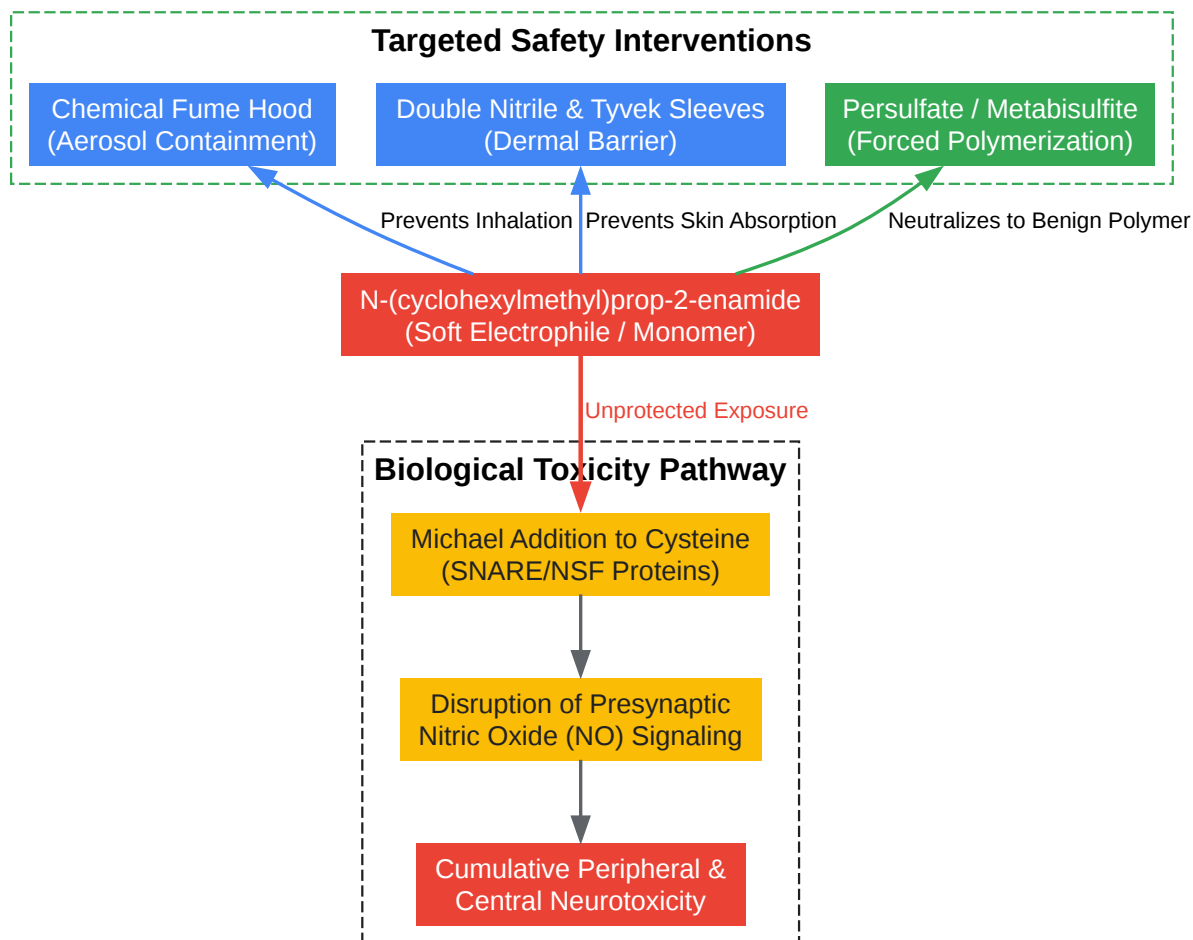 Targeted Safety Interventions
Chemical Fume Hood
(Aerosol Containment)
Double Nitrile & Tyvek Sleeves
(Dermal Barrier)
Persulfate / Metabisulfite
(Forced Polymerization)
Prevents Inhalation
Prevents Skin Absorption
Neutralizes to Benign Polymer
N-(cyclohexylmethyl)prop-2-enamide
(Soft Electrophile / Monomer)
Unprotected Exposure
Biological Toxicity Pathway
Michael Addition to Cysteine
(SNARE/NSF Proteins)
Disruption of Presynaptic
Nitric Oxide (NO) Signaling
Cumulative Peripheral &
Central Neurotoxicity